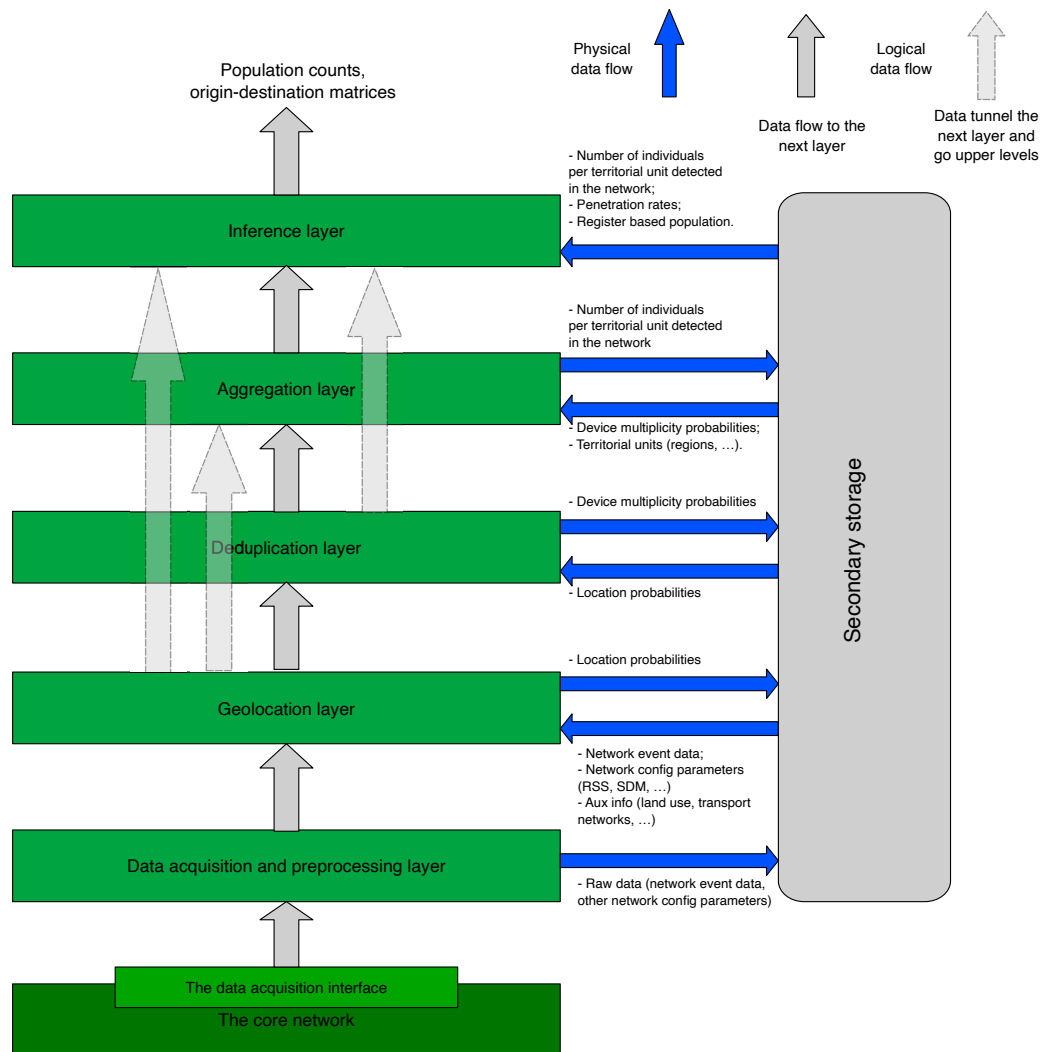 Physical
data flow
Logical
data flow
Data flow to the
next layer
Data tunnel the
next layer and
go upper levels
Population counts,
origin-destination matrices
- Number of individuals
per territorial unit detected
in the network;
- Penetration rates;
- Register based population.
Inference layer
- Number of individuals
per territorial unit detected
in the network
Aggregation layer
- Device multiplicity probabilities;
- Territorial units (regions, …).
- Device multiplicity probabilities
Deduplication layer
- Location probabilities
- Location probabilities
Geolocation layer
- Network event data;
- Network config parameters
(RSS, SDM, …)
- Aux info (land use, transport
networks, …)
Data acquisition and preprocessing layer
- Raw data (network event data,
other network config parameters)
Secondary storage
The data acquisition interface
The core network